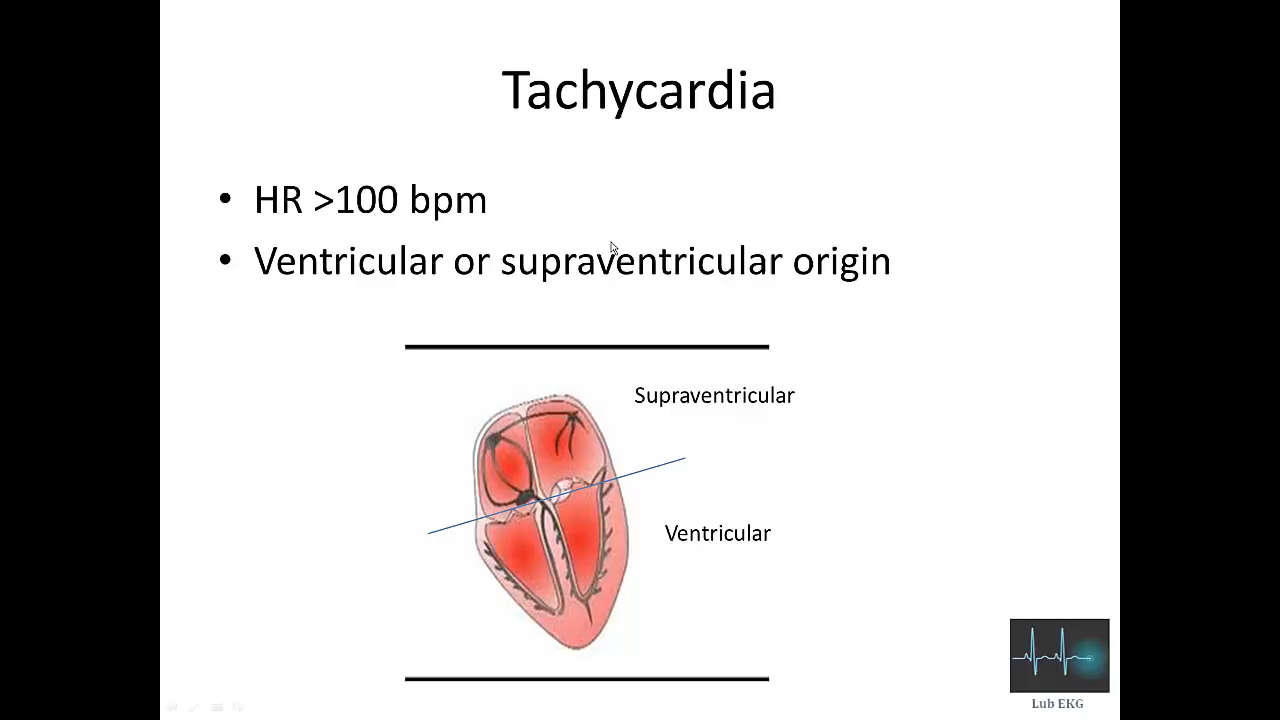 Tachycardia
• HR >100 bpm
• Ventricular or supraventricular origin
Supraventricular
Ventricular
Lub EKG